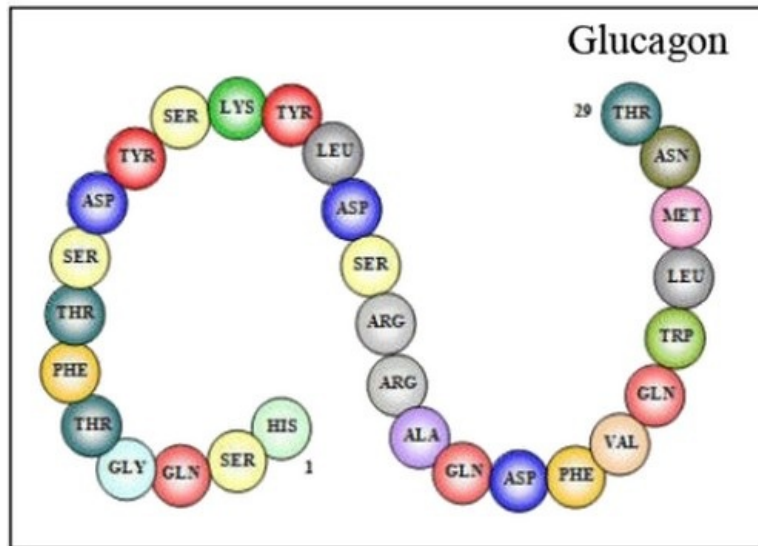 Glucagon
HIS
1
SER
GLN
GLY
THR
PHE
THR
SER
ASP
TYR
SER
LYS
TYR
LEU
ASP
SER
ARG
ARG
ALA
GLN
ASP
PHE
VAL
GLN
TRP
LEU
MET
ASN
THR
29